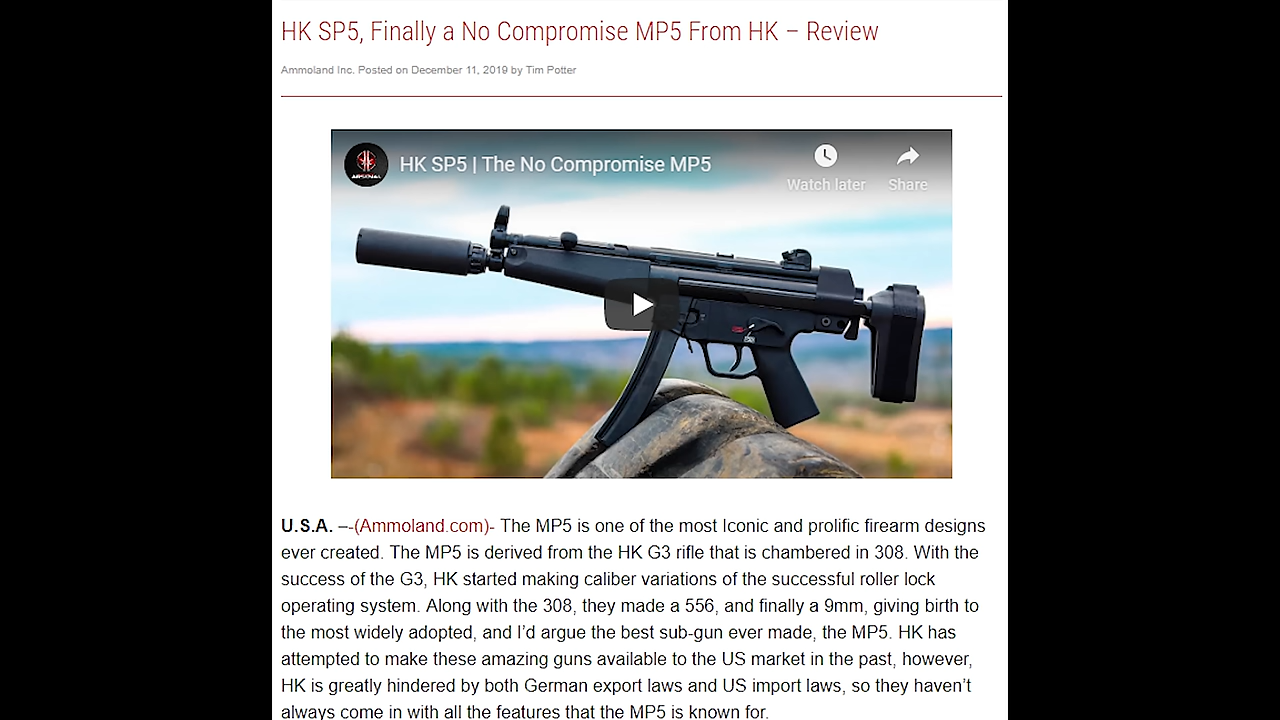 HK SP5, Finally a No Compromise MP5 From HK – Review
Ammoland Inc. Posted on December 11, 2019 by Tim Potter
HK SP5 | The No Compromise MP5
Watch later
Share
ARSENAL
U.S.A. –-(Ammoland.com)- The MP5 is one of the most Iconic and prolific firearm designs
ever created. The MP5 is derived from the HK G3 rifle that is chambered in 308. With the
success of the G3, HK started making caliber variations of the successful roller lock
operating system. Along with the 308, they made a 556, and finally a 9mm, giving birth to
the most widely adopted, and I’d argue the best sub-gun ever made, the MP5. HK has
attempted to make these amazing guns available to the US market in the past, however,
HK is greatly hindered by both German export laws and US import laws, so they haven’t
always come in with all the features that the MP5 is known for.